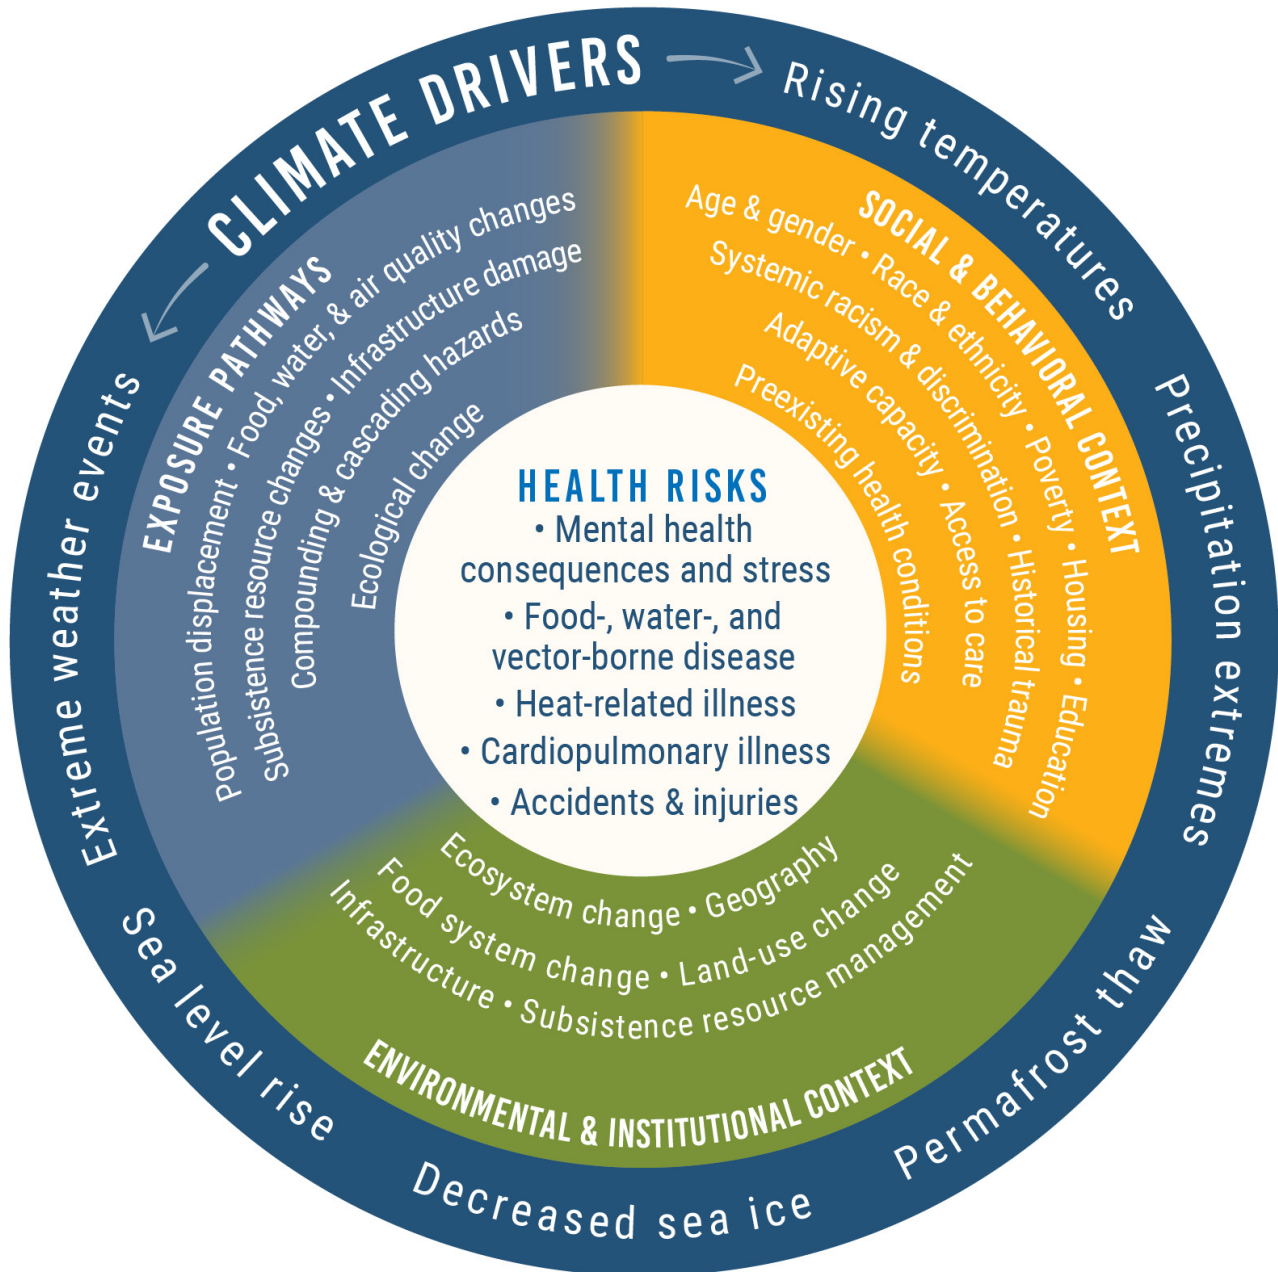 CLIMATE DRIVERS
Rising temperatures
Precipitation extremes
Permafrost thaw
Decreased sea ice
Sea level rise
Extreme weather events
EXPOSURE PATHWAYS
Population displacement • Food, water, & air quality changes
Subsistence resource changes • Infrastructure damage
Compounding & cascading hazards
Ecological change
SOCIAL & BEHAVIORAL CONTEXT
Age & gender • Race & ethnicity • Poverty • Housing • Education
Systemic racism & discrimination • Historical trauma
Adaptive capacity • Access to care
Preexisting health conditions
HEALTH RISKS
• Mental health
consequences and stress
• Food-, water-, and
vector-borne disease
• Heat-related illness
• Cardiopulmonary illness
• Accidents & injuries
Ecosystem change • Geography
Food system change • Land-use change
Infrastructure • Subsistence resource management
ENVIRONMENTAL & INSTITUTIONAL CONTEXT